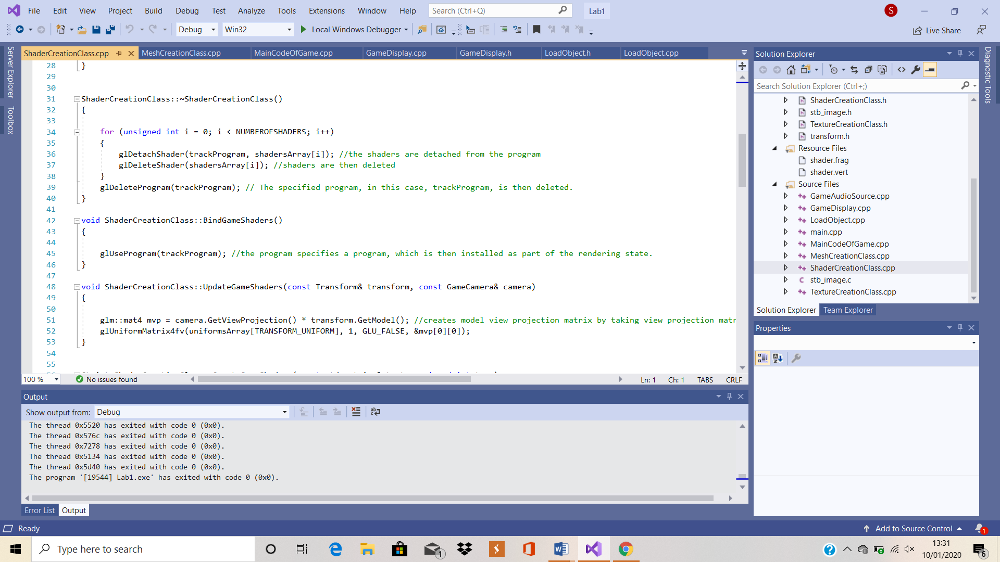 File Edit View Project Build Debug Test Analyze Tools Extensions Window Help Search (Ctrl+Q) Lab1 S
Debug Win32 Local Windows Debugger Live Share
Server Explorer
Toolbox
ShaderCreationClass.cpp MeshCreationClass.cpp MainCodeOfGame.cpp GameDisplay.cpp GameDisplay.h LoadObject.h LoadObject.cpp
28 }
29
30
31 ShaderCreationClass::~ShaderCreationClass()
32 {
33
34 for (unsigned int i = 0; i < NUMBEROFSHADERS; i++)
35 {
36 glDetachShader(trackProgram, shadersArray[i]); //the shaders are detached from the program
37 glDeleteShader(shadersArray[i]); //shaders are then deleted
38 }
39 glDeleteProgram(trackProgram); // The specified program, in this case, trackProgram, is then deleted.
40 }
41
42 void ShaderCreationClass::BindGameShaders()
43 {
44
45 glUseProgram(trackProgram); //the program specifies a program, which is then installed as part of the rendering state.
46 }
47
48 void ShaderCreationClass::UpdateGameShaders(const Transform& transform, const GameCamera& camera)
49 {
50
51 glm::mat4 mvp = camera.GetViewProjection() * transform.GetModel(); //creates model view projection matrix by taking view projection matr
52 glUniformMatrix4fv(uniformsArray[TRANSFORM_UNIFORM], 1, GLU_FALSE, &mvp[0][0]);
53 }
54
55
100 % No issues found Ln: 1 Ch: 1 TABS CRLF
Output
Show output from: Debug
The thread 0x5520 has exited with code 0 (0x0).
The thread 0x576c has exited with code 0 (0x0).
The thread 0x7278 has exited with code 0 (0x0).
The thread 0x5134 has exited with code 0 (0x0).
The thread 0x5d40 has exited with code 0 (0x0).
The program '[19544] Lab1.exe' has exited with code 0 (0x0).
Error List Output
Solution Explorer
Search Solution Explorer (Ctrl+;)
ShaderCreationClass.h
stb_image.h
TextureCreationClass.h
transform.h
Resource Files
shader.frag
shader.vert
Source Files
GameAudioSource.cpp
GameDisplay.cpp
LoadObject.cpp
main.cpp
MainCodeOfGame.cpp
MeshCreationClass.cpp
ShaderCreationClass.cpp
stb_image.c
TextureCreationClass.cpp
Solution Explorer Team Explorer
Properties
Diagnostic Tools
Ready Add to Source Control 1
Type here to search 1
13:31
10/01/2020
6